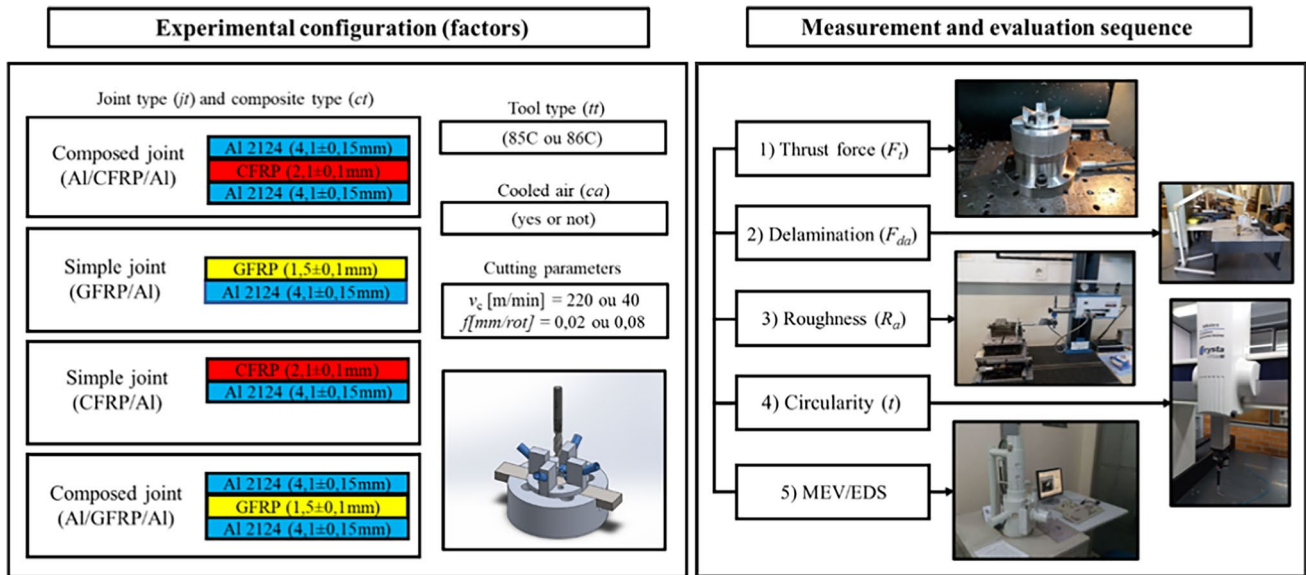 Experimental configuration (factors)
Joint type (jt) and composite type (ct)
Composed joint
(Al/CFRP/Al)
Al 2124 (4,1±0,15mm)
CFRP (2,1±0,1mm)
Al 2124 (4,1±0,15mm)
Simple joint
(GFRP/Al)
GFRP (1,5±0,1mm)
Al 2124 (4,1±0,15mm)
Simple joint
(CFRP/Al)
CFRP (2,1±0,1mm)
Al 2124 (4,1±0,15mm)
Composed joint
(Al/GFRP/Al)
Al 2124 (4,1±0,15mm)
GFRP (1,5±0,1mm)
Al 2124 (4,1±0,15mm)
Tool type (tt)
(85C ou 86C)
Cooled air (ca)
(yes or not)
Cutting parameters
vc [m/min] = 220 ou 40
f[mm/rot] = 0,02 ou 0,08
Measurement and evaluation sequence
1) Thrust force (Ft)
2) Delamination (Fda)
3) Roughness (Ra)
4) Circularity (t)
5) MEV/EDS